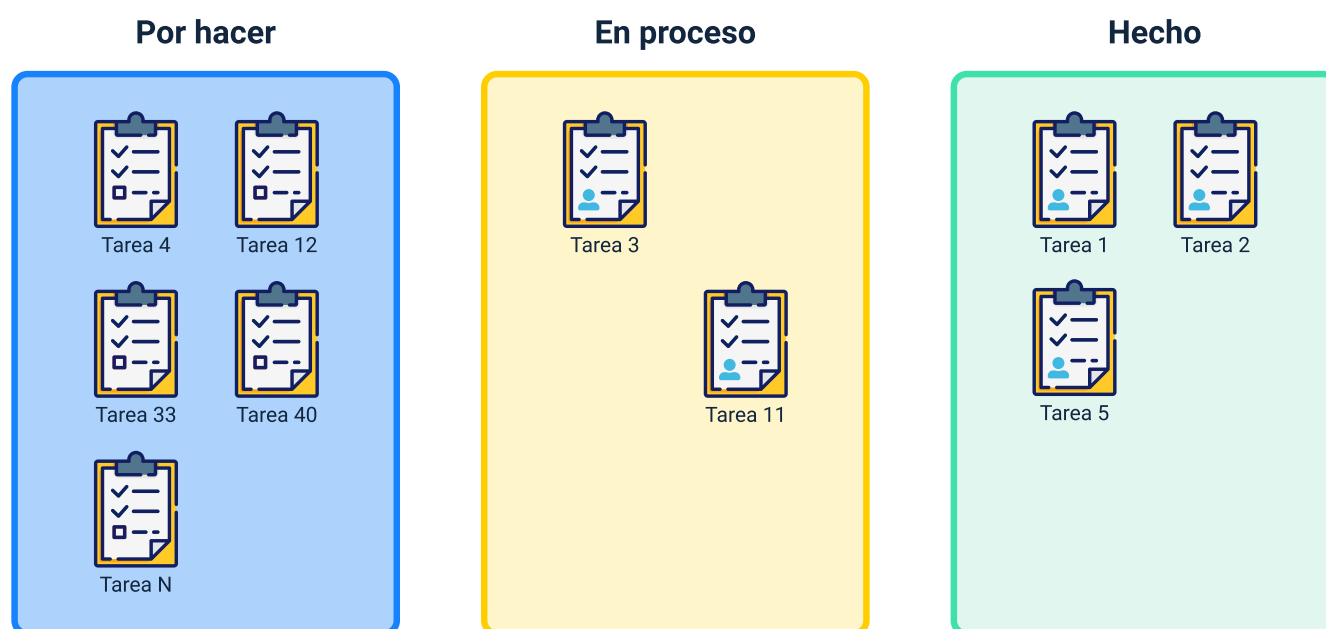 Por hacer
En proceso
Hecho
Tarea 4
Tarea 12
Tarea 33
Tarea 40
Tarea N
Tarea 3
Tarea 11
Tarea 1
Tarea 2
Tarea 5